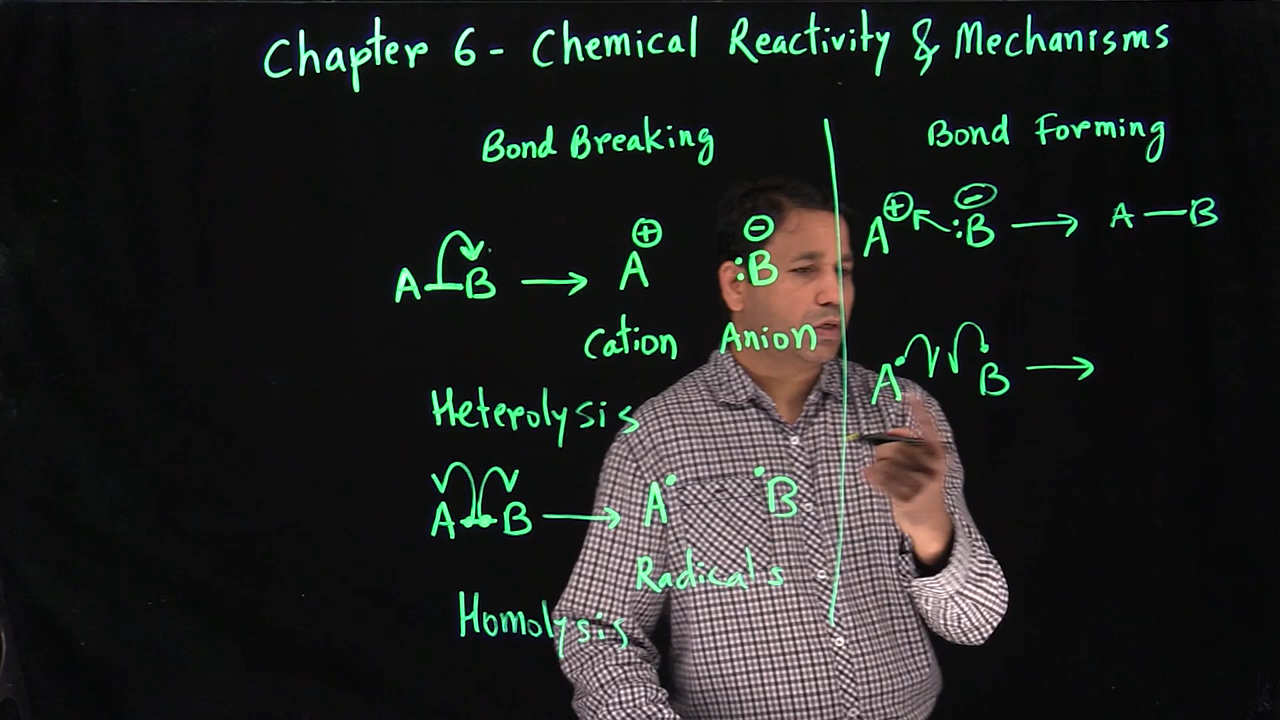 Chapter 6 - Chemical Reactivity & Mechanisms
Bond Breaking
A—B → A⊕ :B⊖
Cation Anion
Heterolysis
A—B → A• •B
Radicals
Homolysis
Bond Forming
A⊕ :B⊖ → A—B
A• •B →